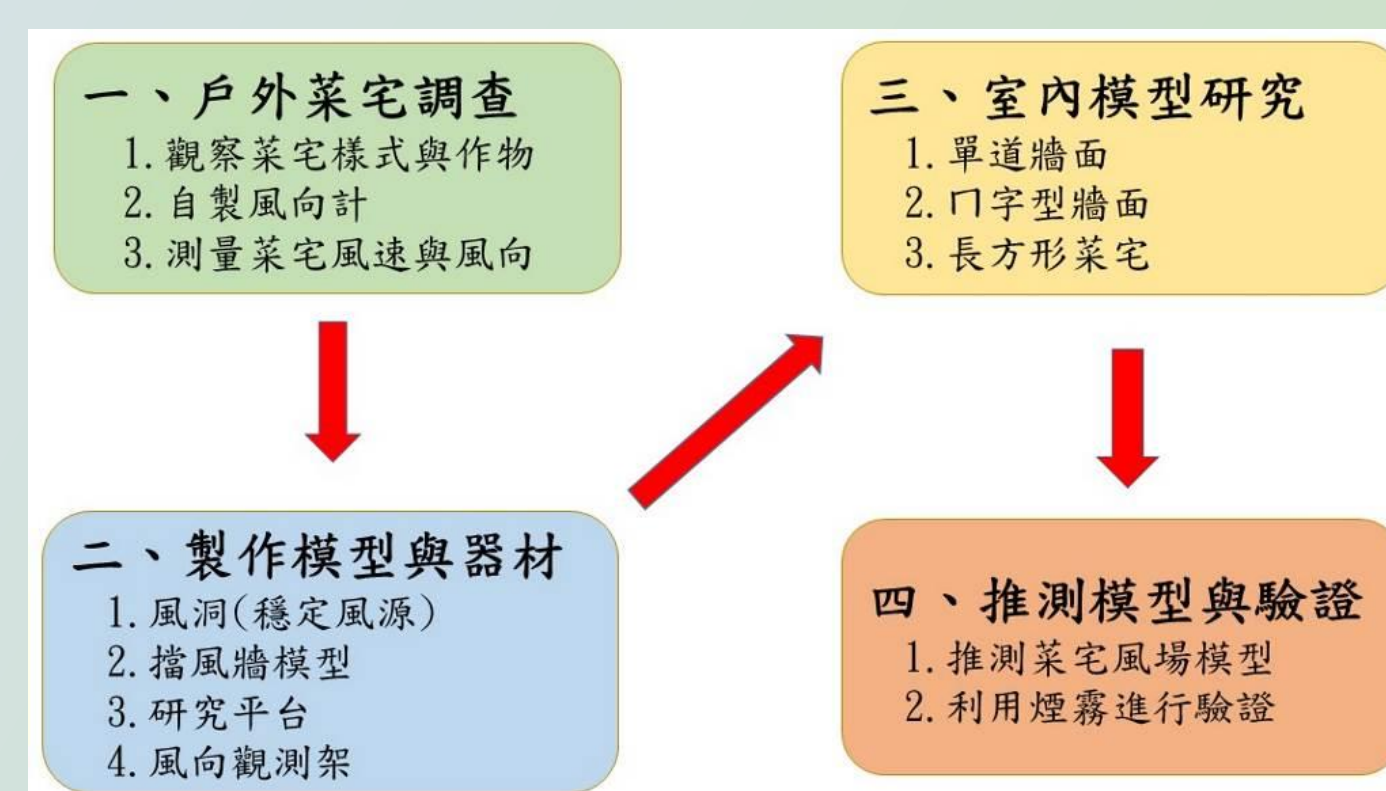 一、戶外菜宅調查
1.觀察菜宅樣式與作物
2.自製風向計
3.測量菜宅風速與風向
二、製作模型與器材
1.風洞(穩定風源)
2.擋風牆模型
3.研究平台
4.風向觀測架
三、室內模型研究
1.單道牆面
2.ㄇ字型牆面
3.長方形菜宅
四、推測模型與驗證
1.推測菜宅風場模型
2.利用煙霧進行驗證